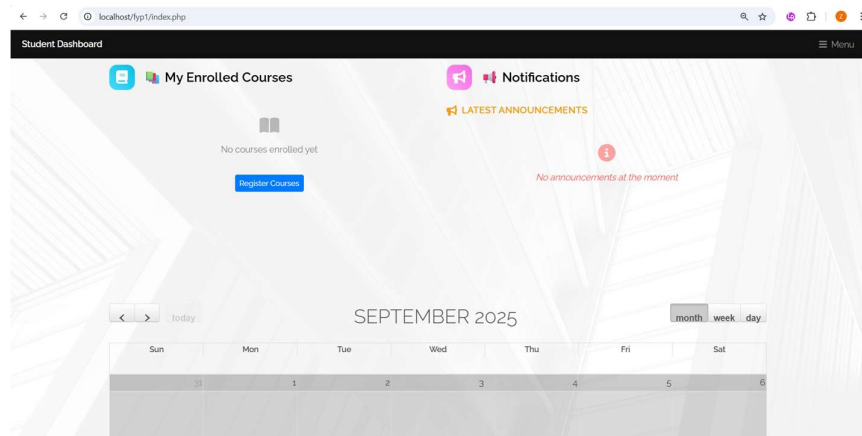 localhost/fyp1/index.php
Z
Student Dashboard
Menu
My Enrolled Courses
Notifications
LATEST ANNOUNCEMENTS
No courses enrolled yet
No announcements at the moment
Register Courses
today
SEPTEMBER 2025
month week day
Sun Mon Tue Wed Thu Fri Sat
31 1 2 3 4 5 6